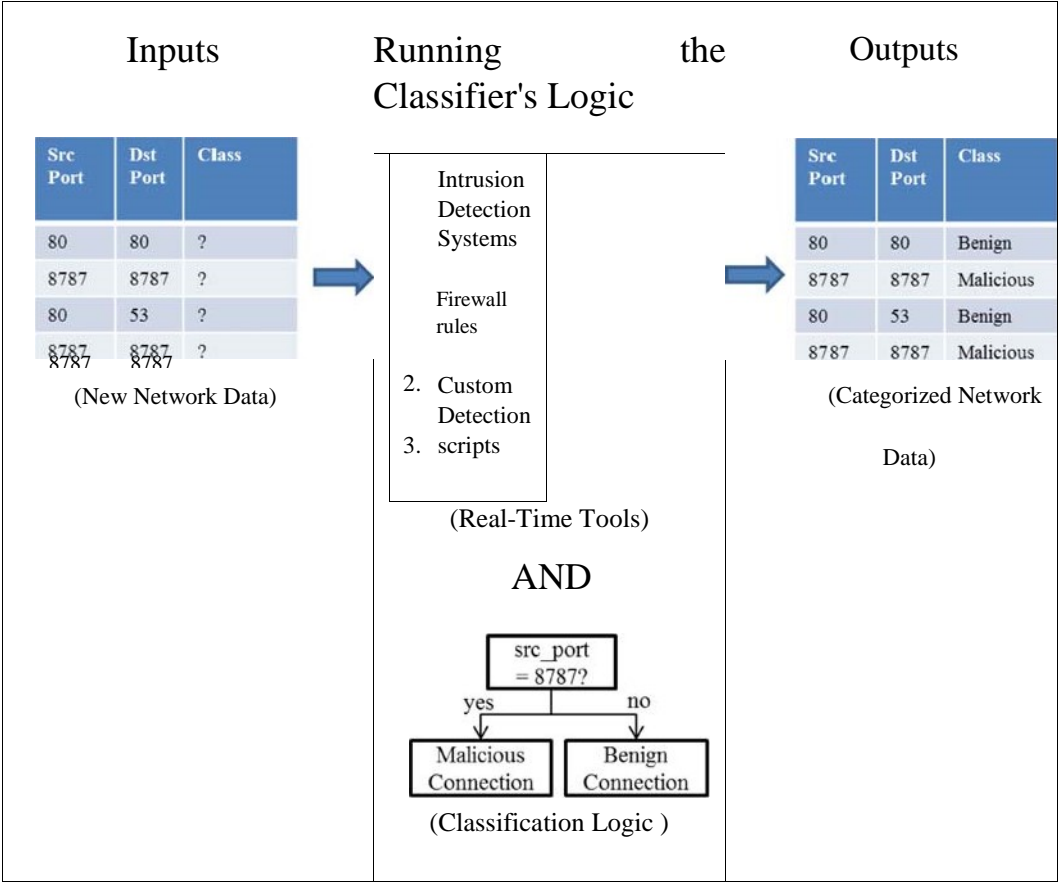 Inputs
Src Port Dst Port Class
80 80 ?
8787 8787 ?
80 53 ?
8787 8787 ?
8787 8787
(New Network Data)
Running the
Classifier's Logic
Intrusion
Detection
Systems
Firewall
rules
2. Custom
Detection
3. scripts
(Real-Time Tools)
AND
src_port
= 8787?
yes no
Malicious
Connection
Benign
Connection
(Classification Logic )
Outputs
Src Port Dst Port Class
80 80 Benign
8787 8787 Malicious
80 53 Benign
8787 8787 Malicious
(Categorized Network
Data)